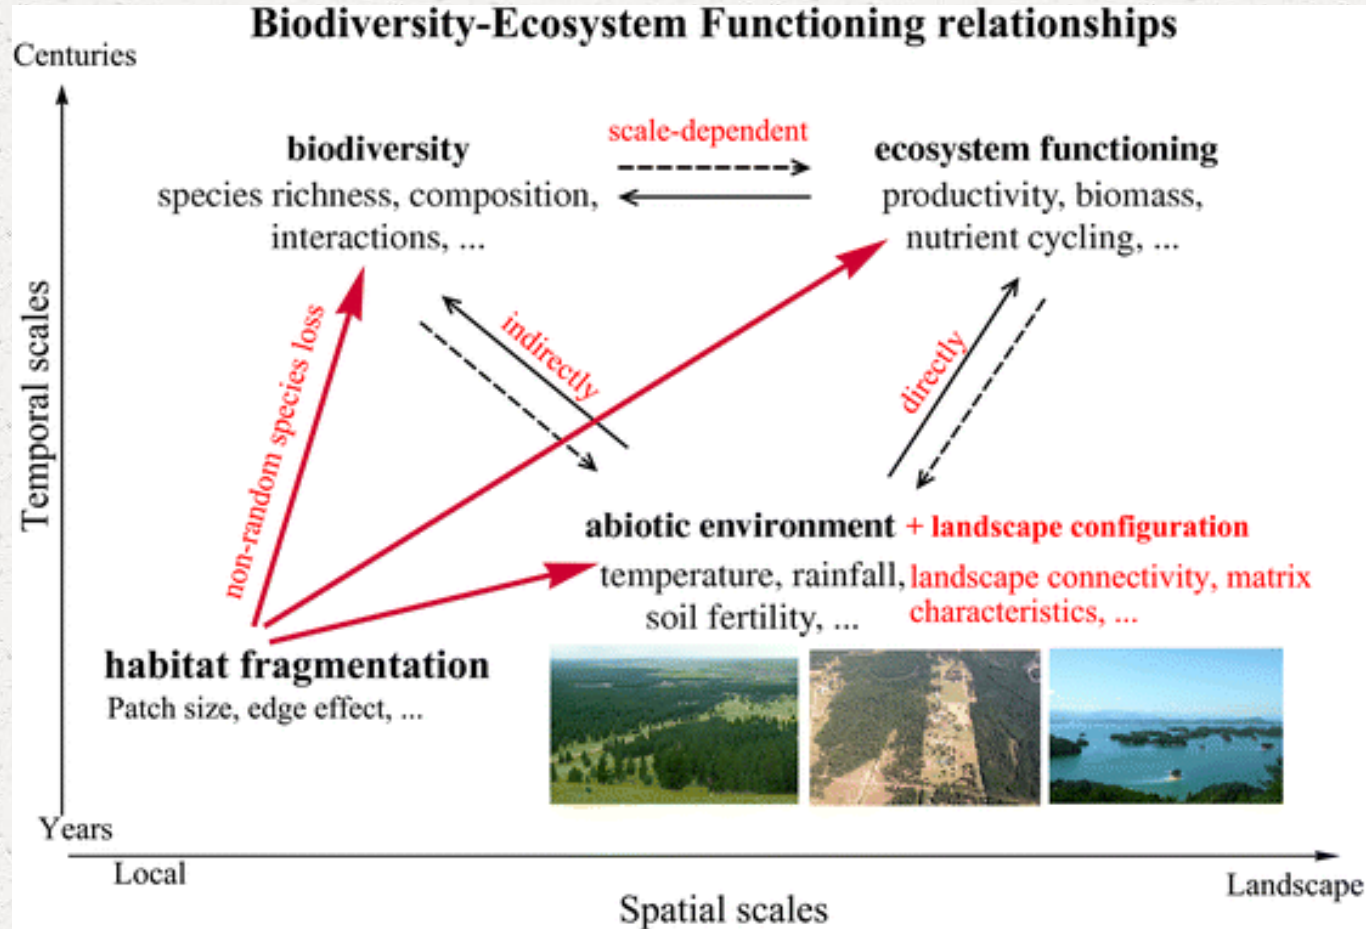 Biodiversity-Ecosystem Functioning relationships
Centuries
scale-dependent
biodiversity
species richness, composition,
interactions, ...
ecosystem functioning
productivity, biomass,
nutrient cycling, ...
Temporal scales
non-random species loss
indirectly
directly
abiotic environment + landscape configuration
temperature, rainfall, landscape connectivity, matrix
soil fertility, ... characteristics, ...
habitat fragmentation
Patch size, edge effect, ...
Years
Local
Landscape
Spatial scales